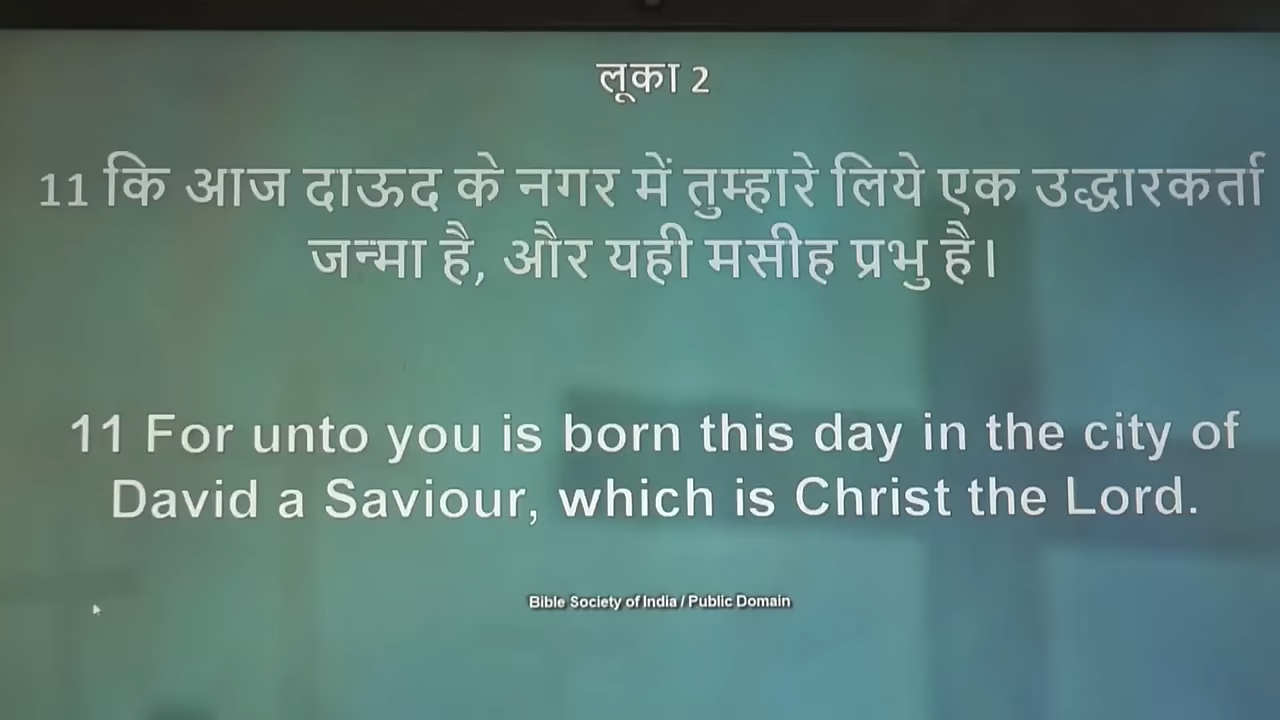 लूका 2
11 कि आज दाऊद के नगर में तुम्हारे लिये एक उद्धारकर्ता
जन्मा है, और यही मसीह प्रभु है।
11 For unto you is born this day in the city of
David a Saviour, which is Christ the Lord.
Bible Society of India / Public Domain